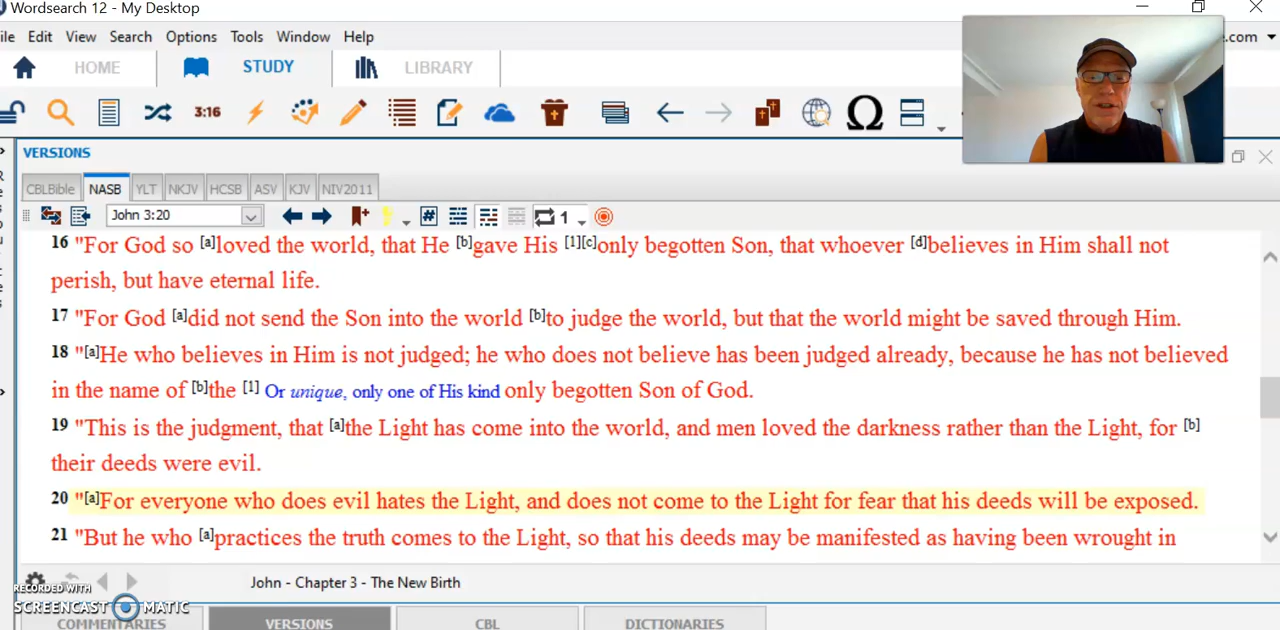 Wordsearch 12 - My Desktop
ile Edit View Search Options Tools Window Help
.com
HOME STUDY LIBRARY
3:16 Ω
VERSIONS
CBLBible NASB YLT NKJV HCSB ASV KJV NIV2011
John 3:20 # 1
16 "For God so [a]loved the world, that He [b]gave His [1][c]only begotten Son, that whoever [d]believes in Him shall not
perish, but have eternal life.
17 "For God [a]did not send the Son into the world [b]to judge the world, but that the world might be saved through Him.
18 "[a]He who believes in Him is not judged; he who does not believe has been judged already, because he has not believed
in the name of [b]the [1] Or unique, only one of His kind only begotten Son of God.
19 "This is the judgment, that [a]the Light has come into the world, and men loved the darkness rather than the Light, for [b]
their deeds were evil.
20 "[a]For everyone who does evil hates the Light, and does not come to the Light for fear that his deeds will be exposed.
21 "But he who [a]practices the truth comes to the Light, so that his deeds may be manifested as having been wrought in
John - Chapter 3 - The New Birth
RECORDED WITH
SCREENCAST MATIC
COMMENTARIES VERSIONS CBL DICTIONARIES